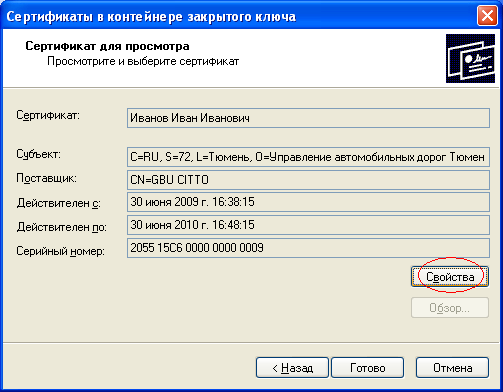 Сертификаты в контейнере закрытого ключа
Сертификат для просмотра
Просмотрите и выберите сертификат
Сертификат: Иванов Иван Иванович
Субъект: C=RU, S=72, L=Тюмень, O=Управление автомобильных дорог Тюмен
Поставщик: CN=GBU CITTO
Действителен с: 30 июня 2009 г. 16:38:15
Действителен по: 30 июня 2010 г. 16:48:15
Серийный номер: 2055 15C6 0000 0000 0009
Свойства
Обзор...
< Назад Готово Отмена